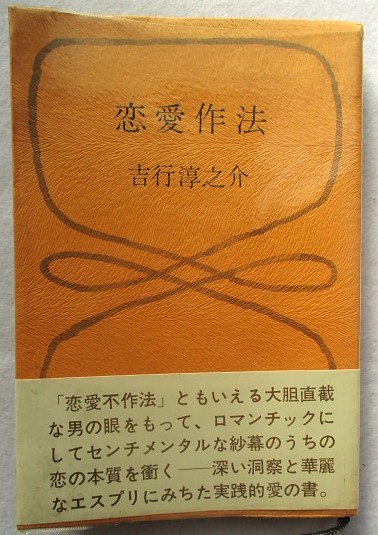 恋愛作法
吉行淳之介
「恋愛不作法」ともいえる大胆直截
な男の眼をもって、ロマンチックに
してセンチメンタルな紗幕のうちの
恋の本質を衝く――深い洞察と華麗
なエスプリにみちた実践的愛の書。